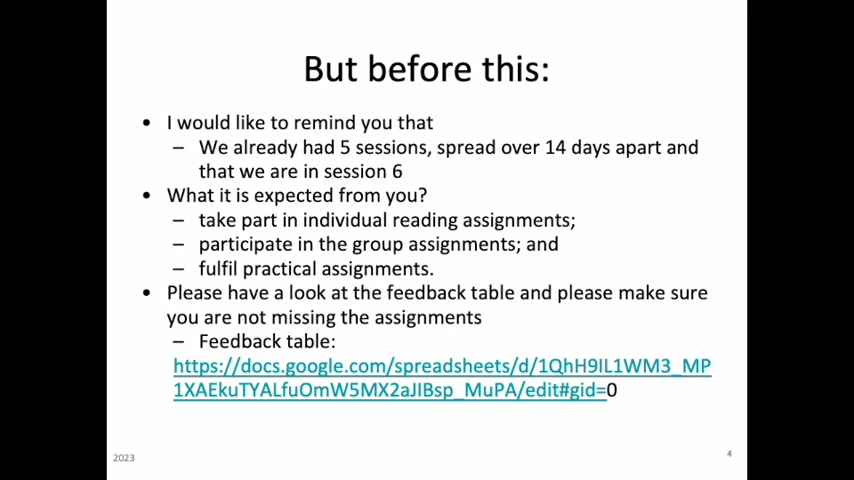 But before this:
• I would like to remind you that
– We already had 5 sessions, spread over 14 days apart and
that we are in session 6
• What it is expected from you?
– take part in individual reading assignments;
– participate in the group assignments; and
– fulfil practical assignments.
• Please have a look at the feedback table and please make sure
you are not missing the assignments
– Feedback table:
https://docs.google.com/spreadsheets/d/1QhH9IL1WM3_MP
1XAEkuTYALfuOmW5MX2aJIBsp_MuPA/edit#gid=0
2023
4